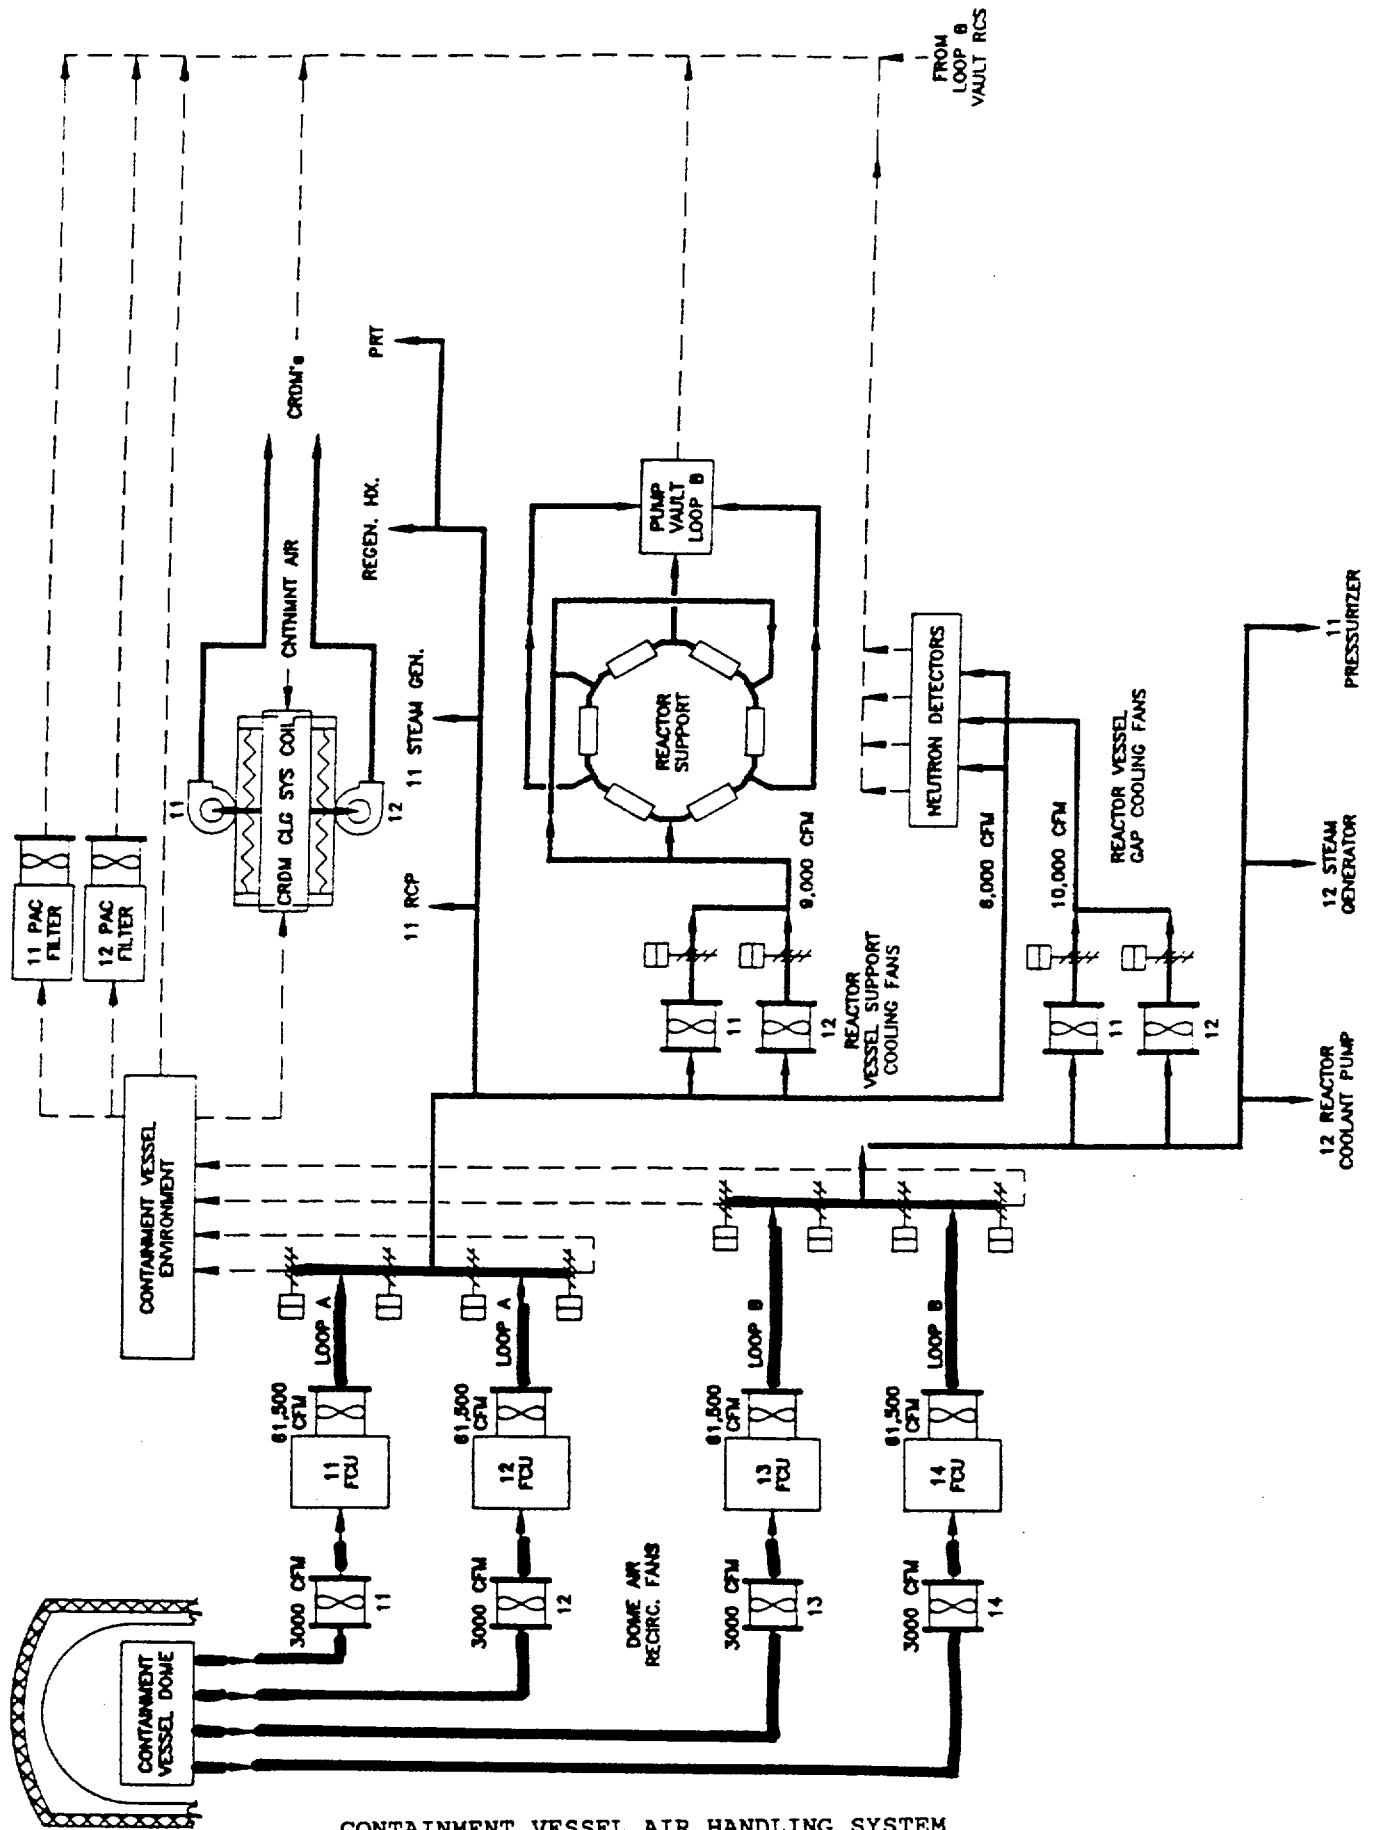 FROM
LOOP B
VAULT RCS
CRDM's
PRT
CNTNMNT AIR
REGEN. HX.
PUMP
VAULT
LOOP B
11
CRDM CLG SYS COIL
12
11 STEAM GEN.
REACTOR
SUPPORT
NEUTRON DETECTORS
11
PRESSURIZER
11 PAC
FILTER
12 PAC
FILTER
11 RCP
9,000 CFM
6,000 CFM
10,000 CFM
REACTOR VESSEL
GAP COOLING FANS
12 STEAM
GENERATOR
11
12
REACTOR
VESSEL SUPPORT
COOLING FANS
11
12
12 REACTOR
COOLANT PUMP
CONTAINMENT VESSEL
ENVIRONMENT
LOOP A
LOOP A
LOOP B
LOOP B
61,500
CFM
61,500
CFM
61,500
CFM
61,500
CFM
11
FCU
12
FCU
13
FCU
14
FCU
3000 CFM
11
3000 CFM
12
DOME AIR
RECIRC. FANS
3000 CFM
13
3000 CFM
14
CONTAINMENT
VESSEL DOME
CONTAINMENT VESSEL AIR HANDLING SYSTEM